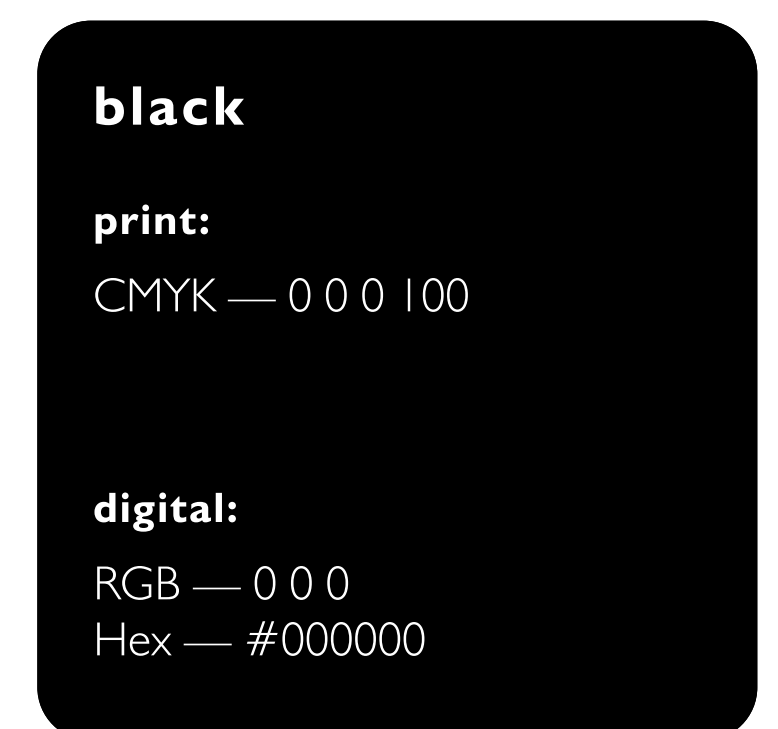 black
print:
CMYK — 0 0 0 100
digital:
RGB — 0 0 0
Hex — #000000